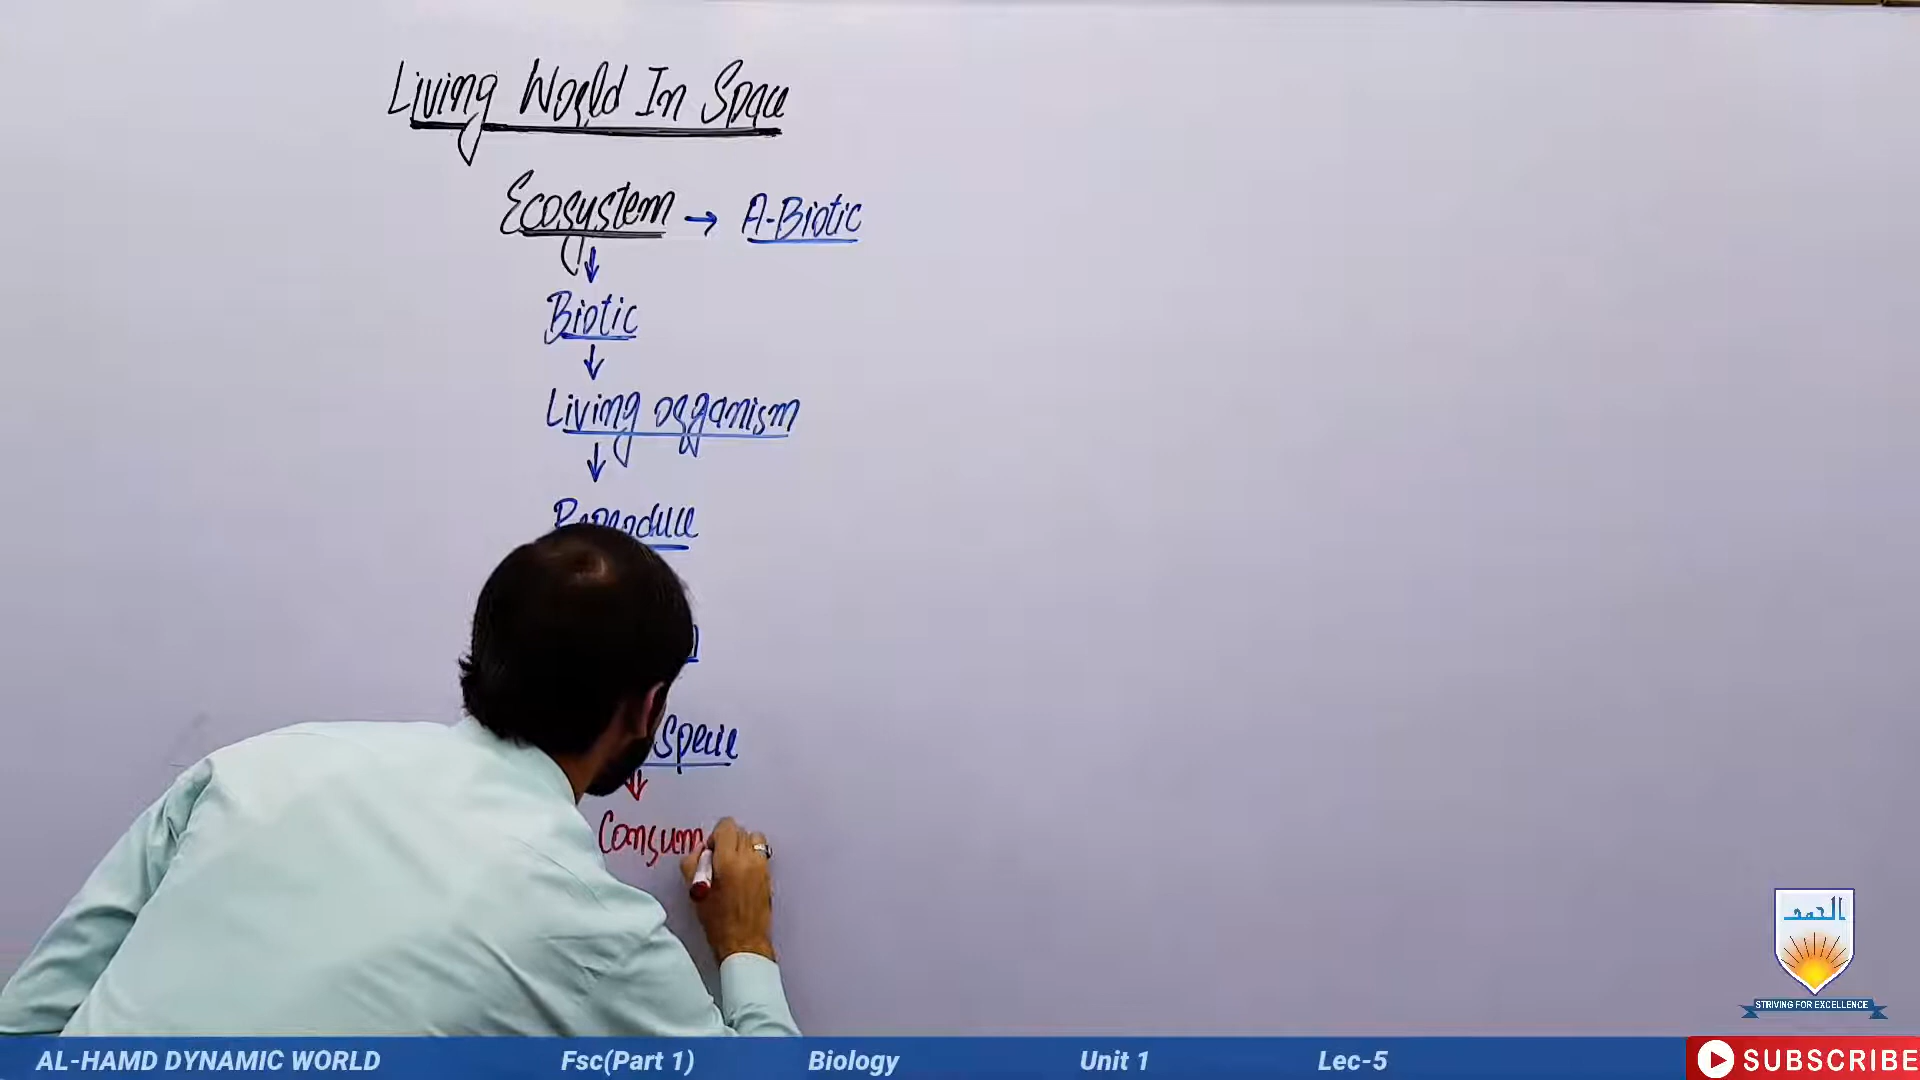 Living World In Space
Ecosystem → A-Biotic
↓
Biotic
↓
Living organism
↓
Reproduce
Specie
↓
Consum
الحمد
STRIVING FOR EXCELLENCE
AL-HAMD DYNAMIC WORLD Fsc(Part 1) Biology Unit 1 Lec-5
SUBSCRIBE